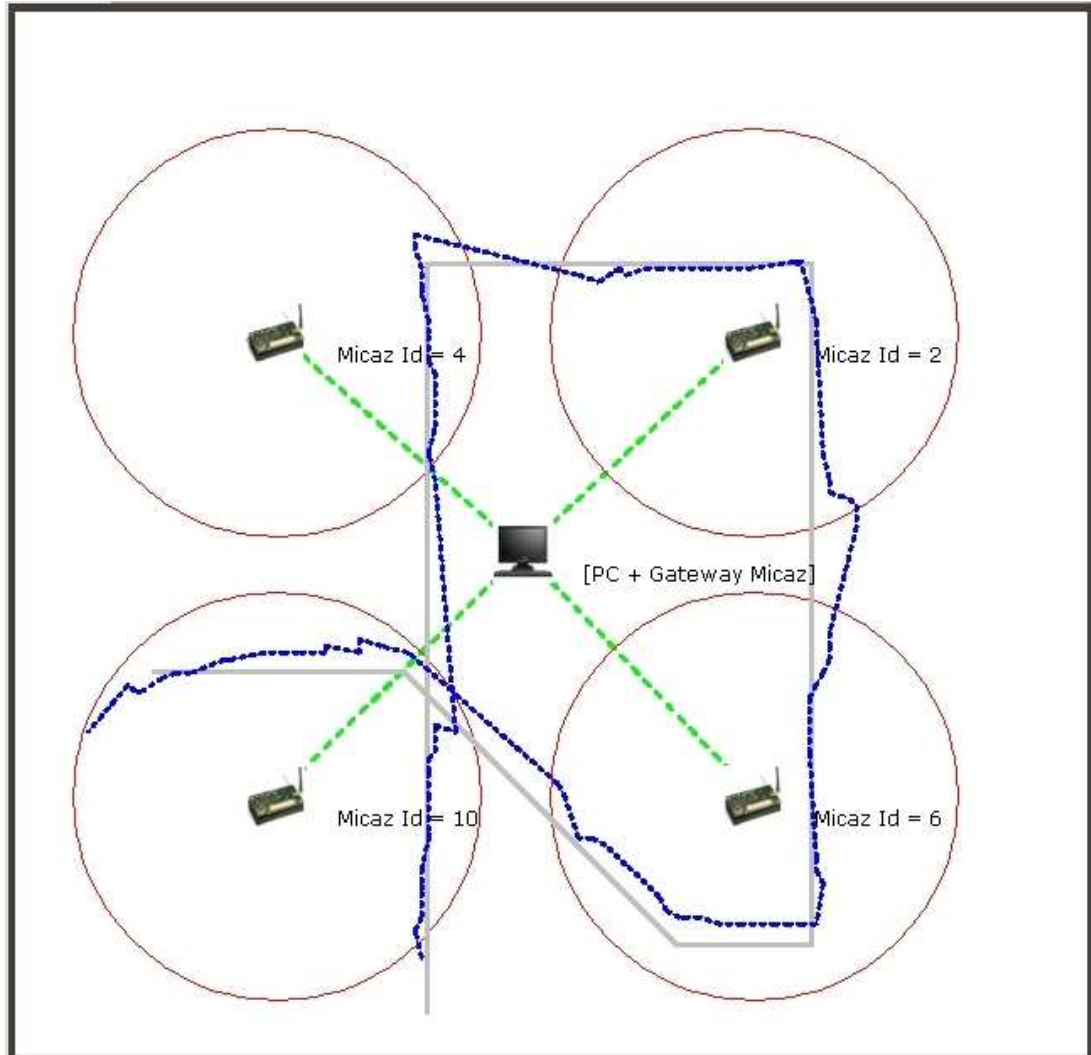 Micaz Id = 4
Micaz Id = 2
[PC + Gateway Micaz]
Micaz Id = 10
Micaz Id = 6